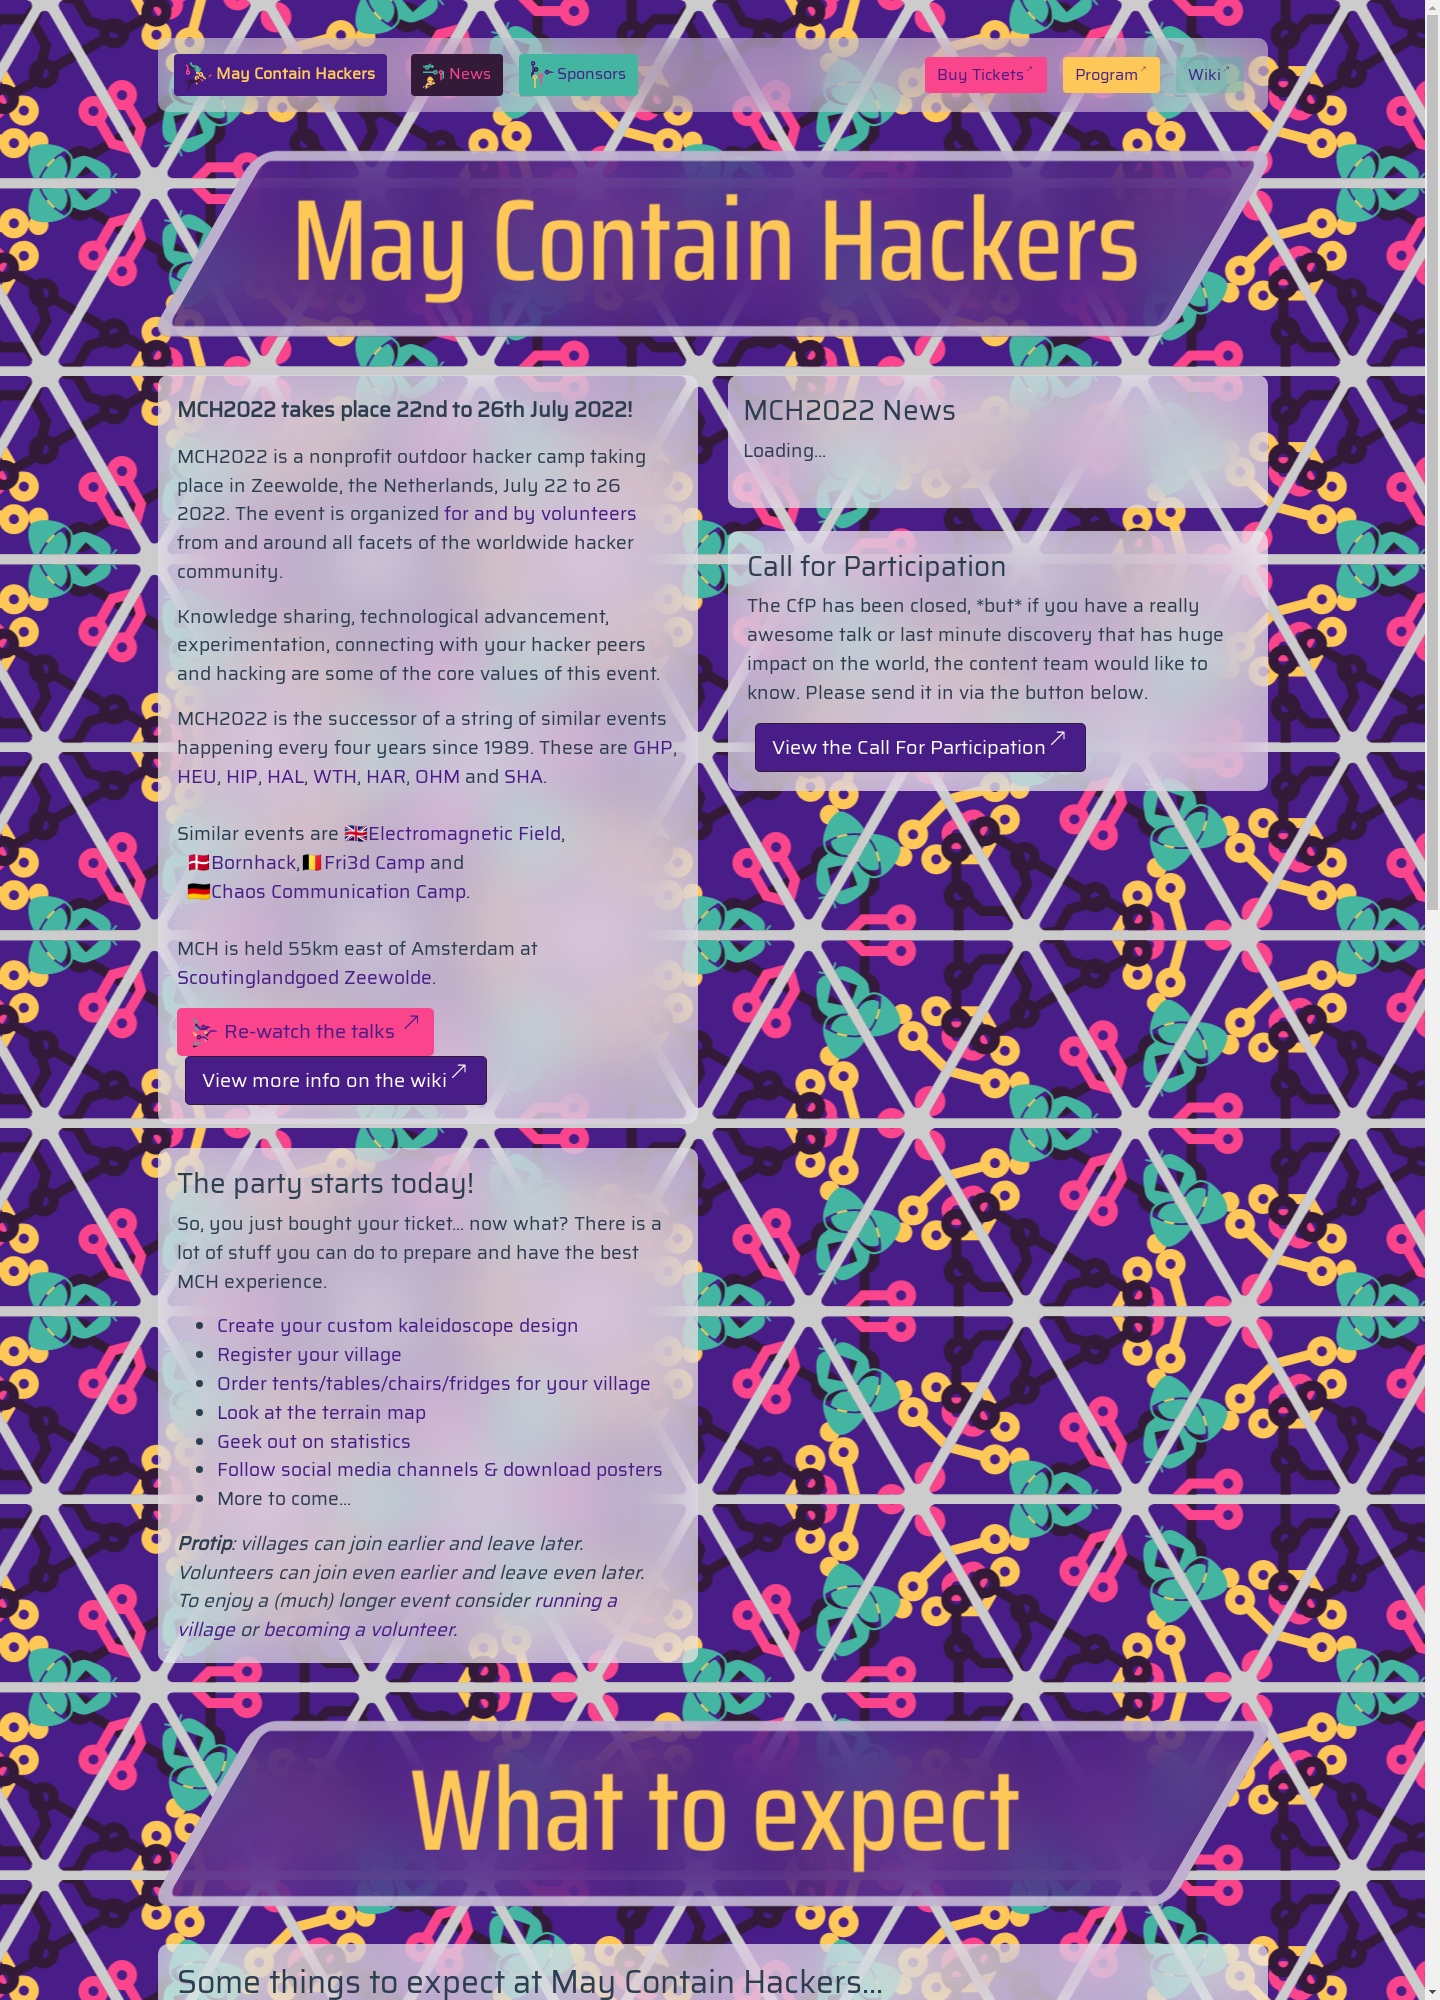 May Contain Hackers
News
Sponsors
Buy Tickets↗
Program↗
Wiki↗
May Contain Hackers
MCH2022 takes place 22nd to 26th July 2022!
MCH2022 is a nonprofit outdoor hacker camp taking
place in Zeewolde, the Netherlands, July 22 to 26
2022. The event is organized for and by volunteers
from and around all facets of the worldwide hacker
community.
Knowledge sharing, technological advancement,
experimentation, connecting with your hacker peers
and hacking are some of the core values of this event.
MCH2022 is the successor of a string of similar events
happening every four years since 1989. These are GHP,
HEU, HIP, HAL, WTH, HAR, OHM and SHA.
Similar events are 🇬🇧Electromagnetic Field,
🇩🇰Bornhack,🇧🇪Fri3d Camp and
🇩🇪Chaos Communication Camp.
MCH is held 55km east of Amsterdam at
Scoutinglandgoed Zeewolde.
Re-watch the talks ↗
View more info on the wiki↗
The party starts today!
So, you just bought your ticket... now what? There is a
lot of stuff you can do to prepare and have the best
MCH experience.
• Create your custom kaleidoscope design
• Register your village
• Order tents/tables/chairs/fridges for your village
• Look at the terrain map
• Geek out on statistics
• Follow social media channels & download posters
• More to come...
Protip: villages can join earlier and leave later.
Volunteers can join even earlier and leave even later.
To enjoy a (much) longer event consider running a
village or becoming a volunteer.
MCH2022 News
Loading...
Call for Participation
The CfP has been closed, *but* if you have a really
awesome talk or last minute discovery that has huge
impact on the world, the content team would like to
know. Please send it in via the button below.
View the Call For Participation↗
What to expect
Some things to expect at May Contain Hackers...